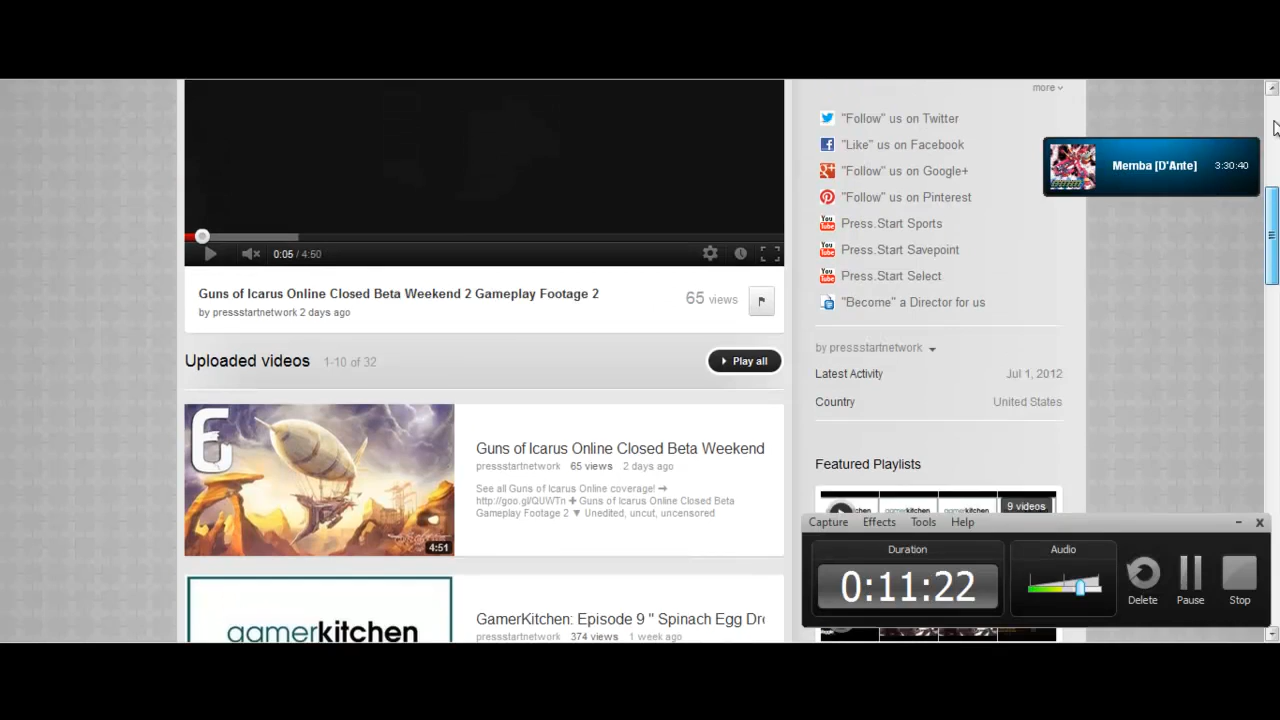 more
"Follow" us on Twitter
"Like" us on Facebook
"Follow" us on Google+
"Follow" us on Pinterest
You Tube Press.Start Sports
You Tube Press.Start Savepoint
You Tube Press.Start Select
"Become" a Director for us
Memba [D'Ante] 3:30:40
0:05 / 4:50
Guns of Icarus Online Closed Beta Weekend 2 Gameplay Footage 2
65 views
by pressstartnetwork 2 days ago
Uploaded videos 1-10 of 32
Play all
by pressstartnetwork
Latest Activity Jul 1, 2012
Country United States
Guns of Icarus Online Closed Beta Weekend
pressstartnetwork 65 views 2 days ago
See all Guns of Icarus Online coverage! ➞
http://goo.gl/QUWTn ✚ Guns of Icarus Online Closed Beta
Gameplay Footage 2 ▼ Unedited, uncut, uncensored
4:51
Featured Playlists
9 videos
gamerkitchen
GamerKitchen: Episode 9 " Spinach Egg Dro
pressstartnetwork 374 views 1 week ago
Capture Effects Tools Help
Duration
0:11:22
Audio
Delete
Pause
Stop